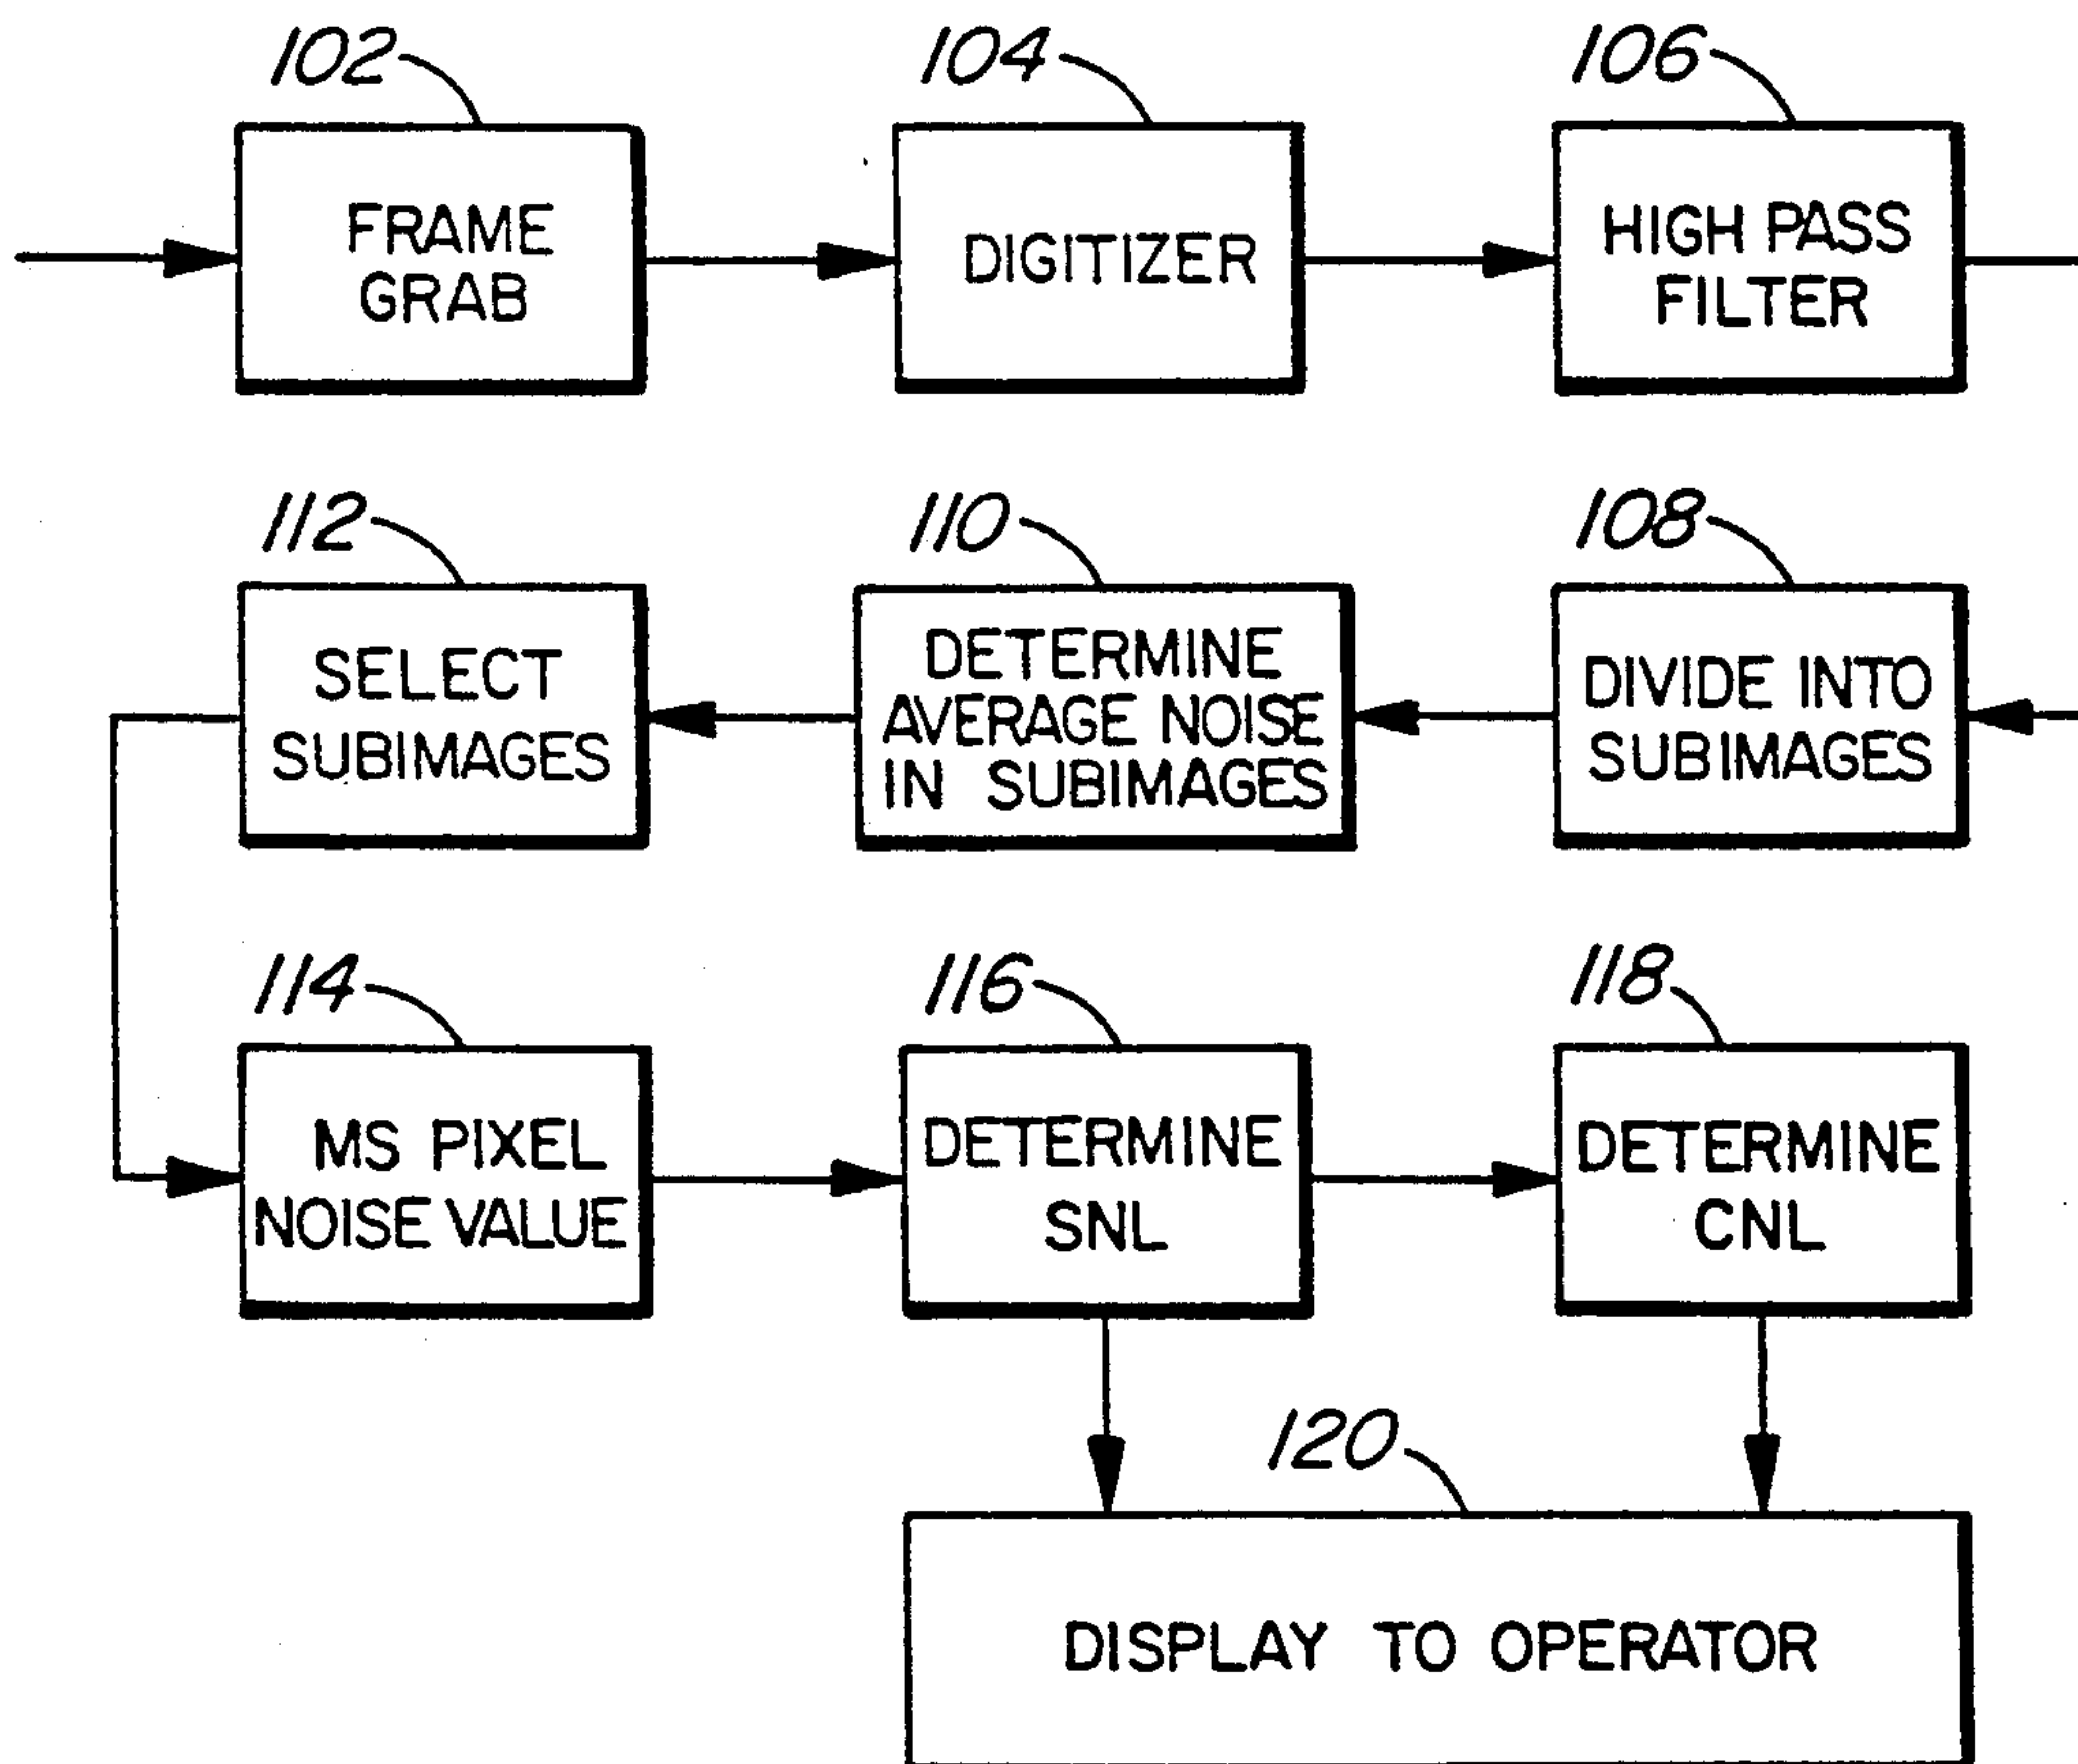 102
FRAME
GRAB
104
DIGITIZER
106
HIGH PASS
FILTER
108
DIVIDE INTO
SUBIMAGES
110
DETERMINE
AVERAGE NOISE
IN SUBIMAGES
112
SELECT
SUBIMAGES
114
MS PIXEL
NOISE VALUE
116
DETERMINE
SNL
118
DETERMINE
CNL
120
DISPLAY TO OPERATOR